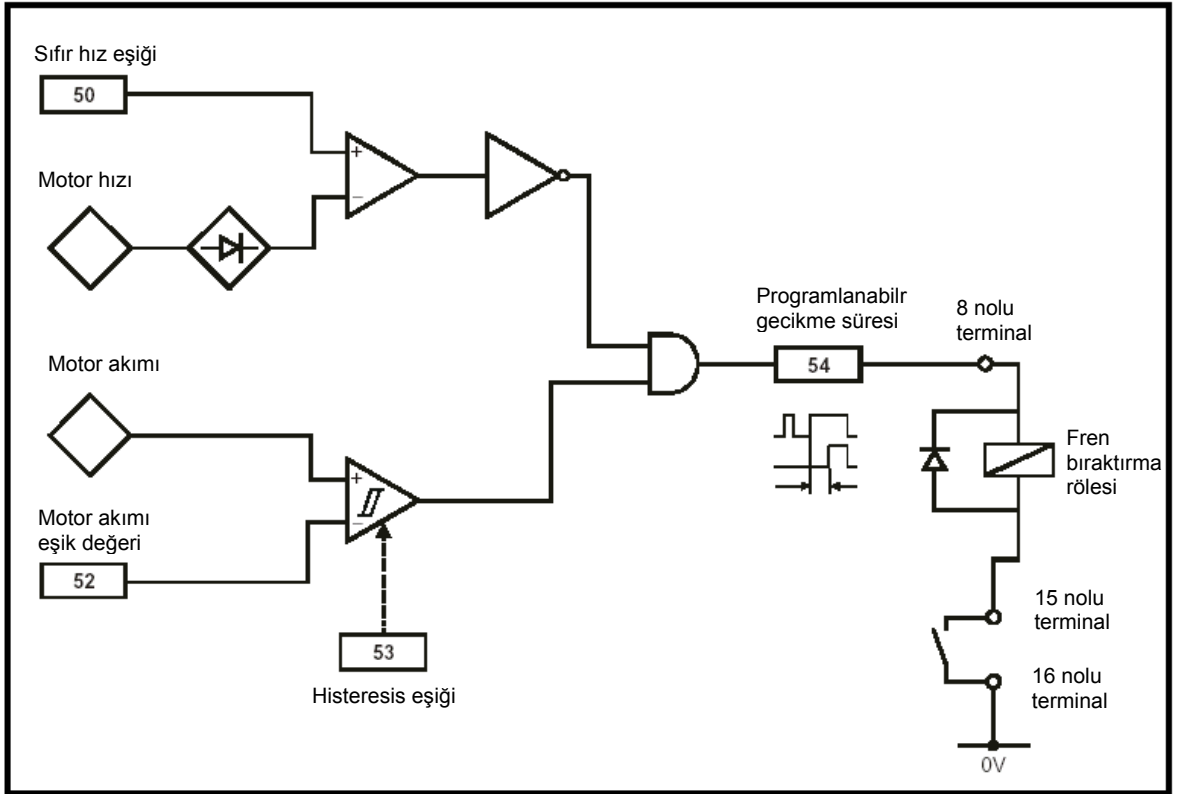 Sıfır hız eşiği
50
+
−
Motor hızı
Motor akımı
+
−
Motor akımı
eşik değeri
52
53
Histeresis eşiği
Programlanabilr
gecikme süresi
54
8 nolu
terminal
Fren
bıraktırma
rölesi
15 nolu
terminal
16 nolu
terminal
0V